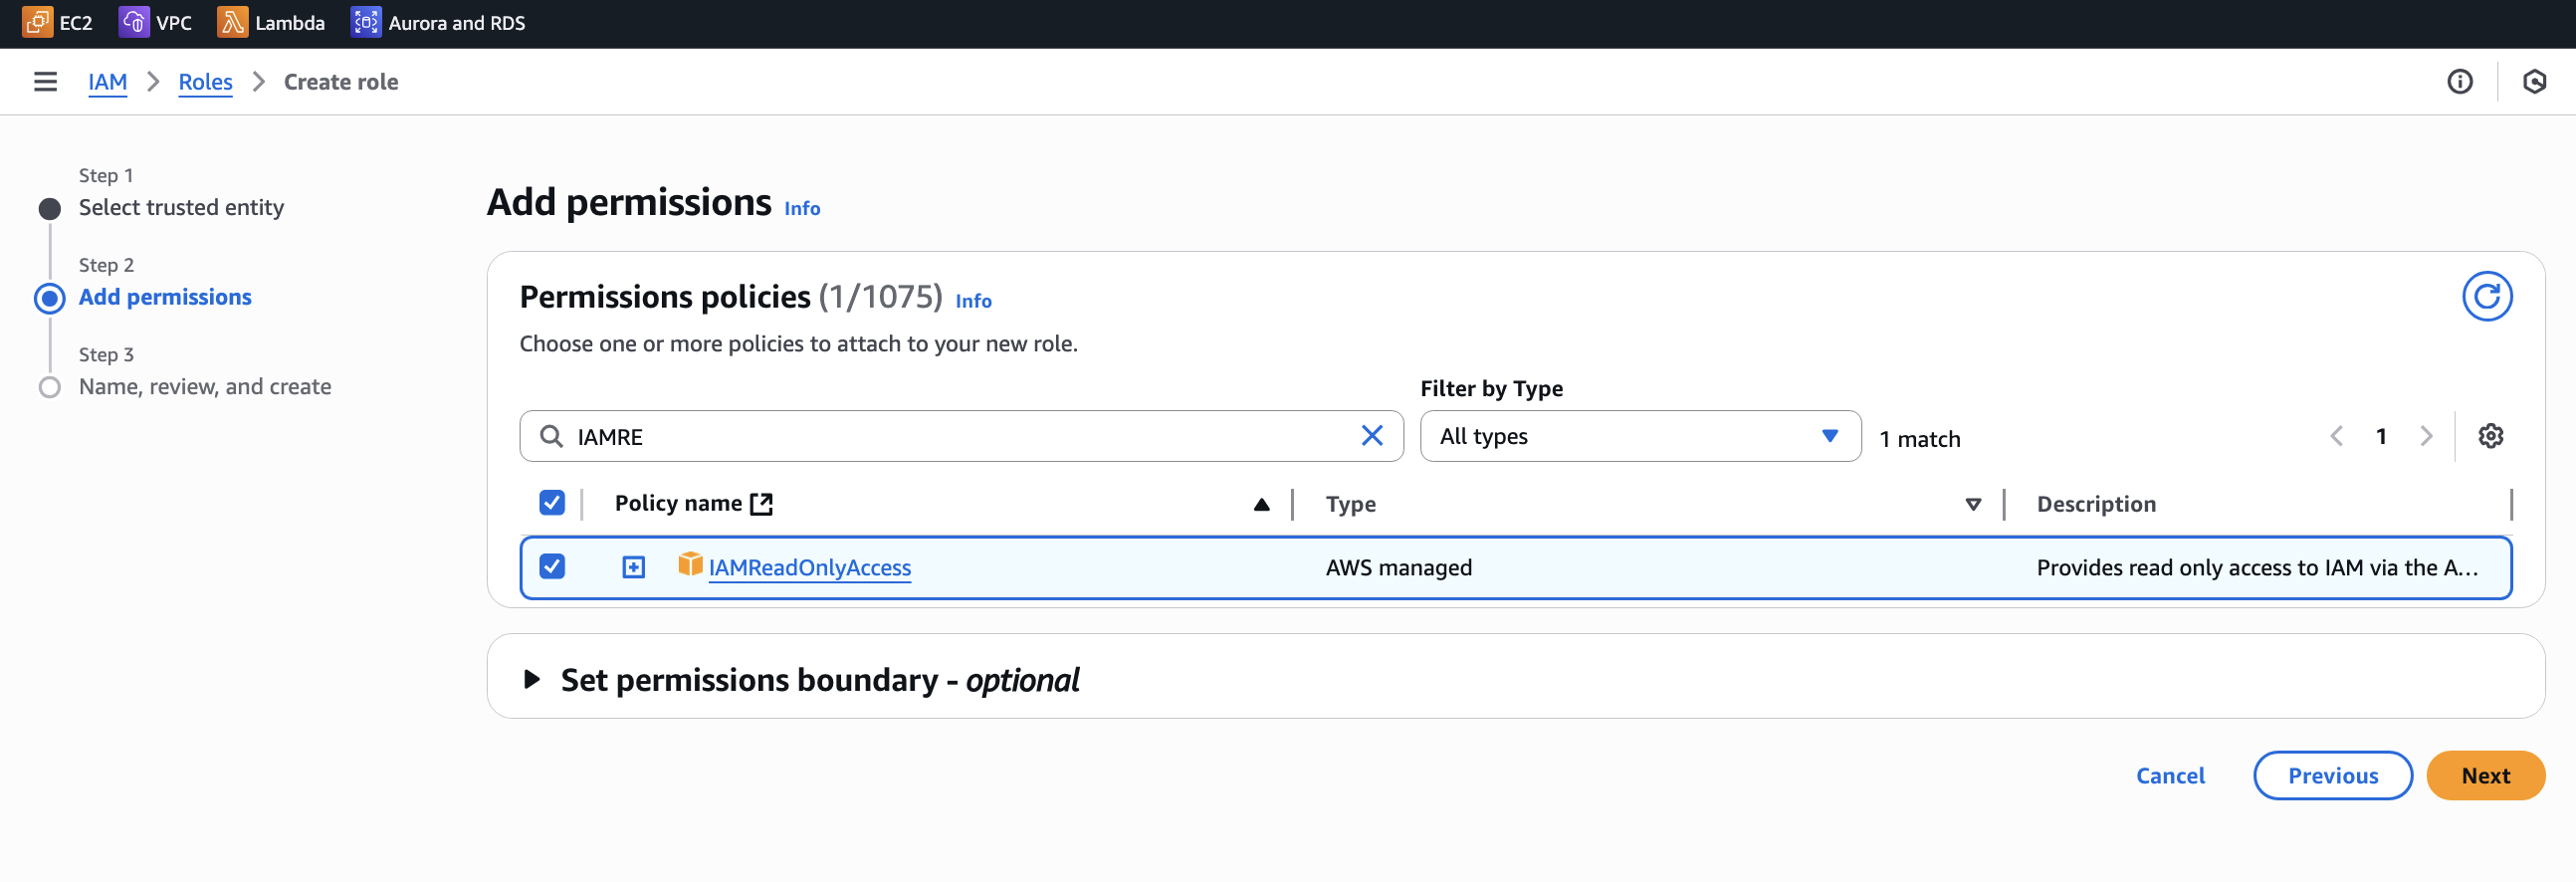 EC2 VPC Lambda Aurora and RDS
IAM Roles Create role
Step 1
Select trusted entity
Step 2
Add permissions
Step 3
Name, review, and create
Add permissions Info
Permissions policies (1/1075) Info
Choose one or more policies to attach to your new role.
Filter by Type
IAMRE All types 1 match 1
Policy name Type Description
IAMReadOnlyAccess AWS managed Provides read only access to IAM via the A...
Set permissions boundary - optional
Cancel Previous Next